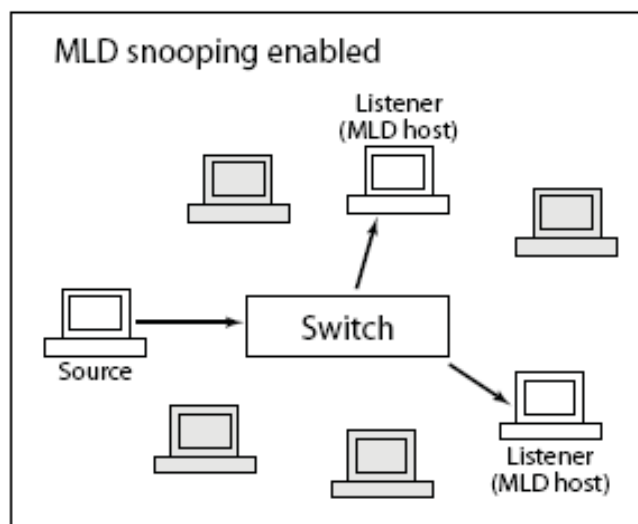 MLD snooping enabled
Listener
(MLD host)
Switch
Source
Listener
(MLD host)